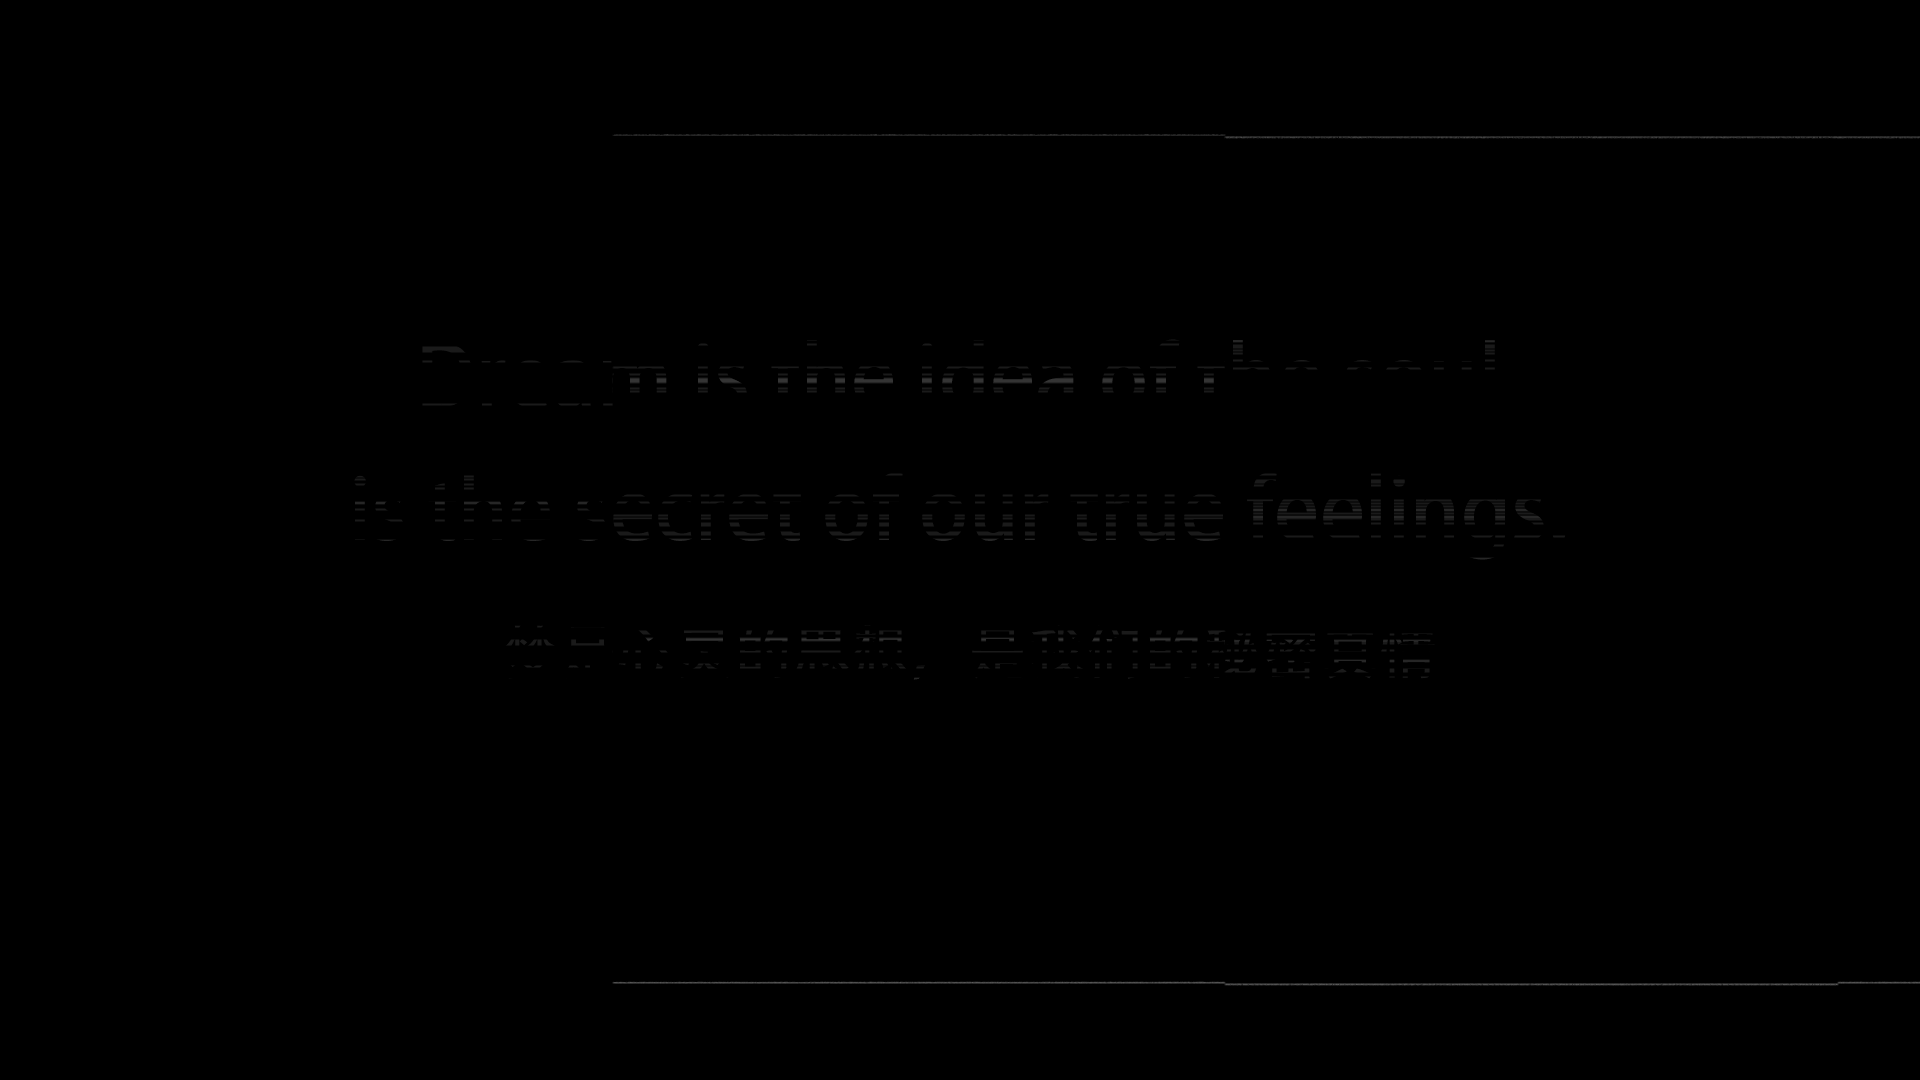 Dream is the idea of the soul
is the secret of our true feelings.
梦是心灵的思想，是我们的秘密真情